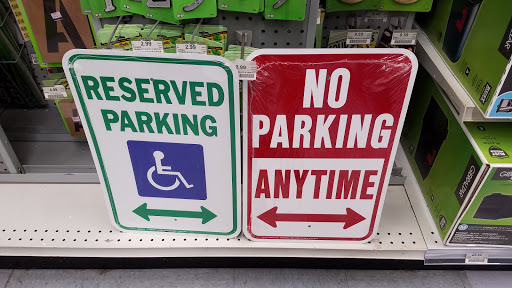 RESERVED
PARKING
NO
PARKING
ANYTIME
2.99
2.99
2.99